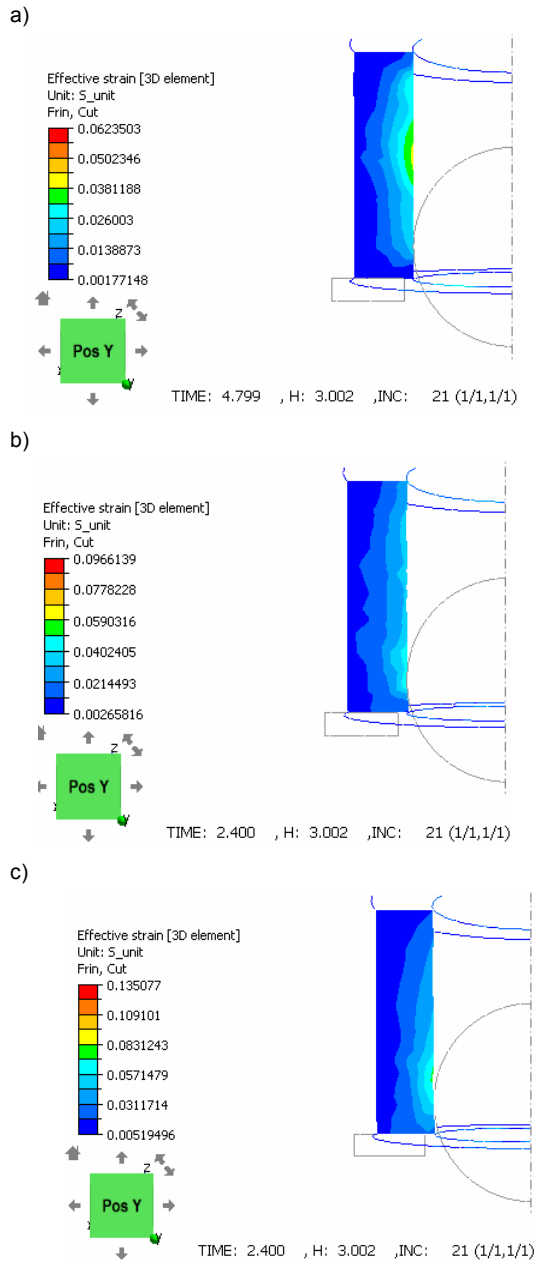 a)
Effective strain [3D element]
Unit: S_unit
Frin, Cut
0.0623503
0.0502346
0.0381188
0.026003
0.0138873
0.00177148
Z
Pos Y
x
y
TIME: 4.799 , H: 3.002 ,INC: 21 (1/1,1/1)
b)
Effective strain [3D element]
Unit: S_unit
Frin, Cut
0.0966139
0.0778228
0.0590316
0.0402405
0.0214493
0.00265816
Z
Pos Y
x
y
TIME: 2.400 , H: 3.002 ,INC: 21 (1/1,1/1)
c)
Effective strain [3D element]
Unit: S_unit
Frin, Cut
0.135077
0.109101
0.0831243
0.0571479
0.0311714
0.00519496
Z
Pos Y
x
y
TIME: 2.400 , H: 3.002 ,INC: 21 (1/1,1/1)